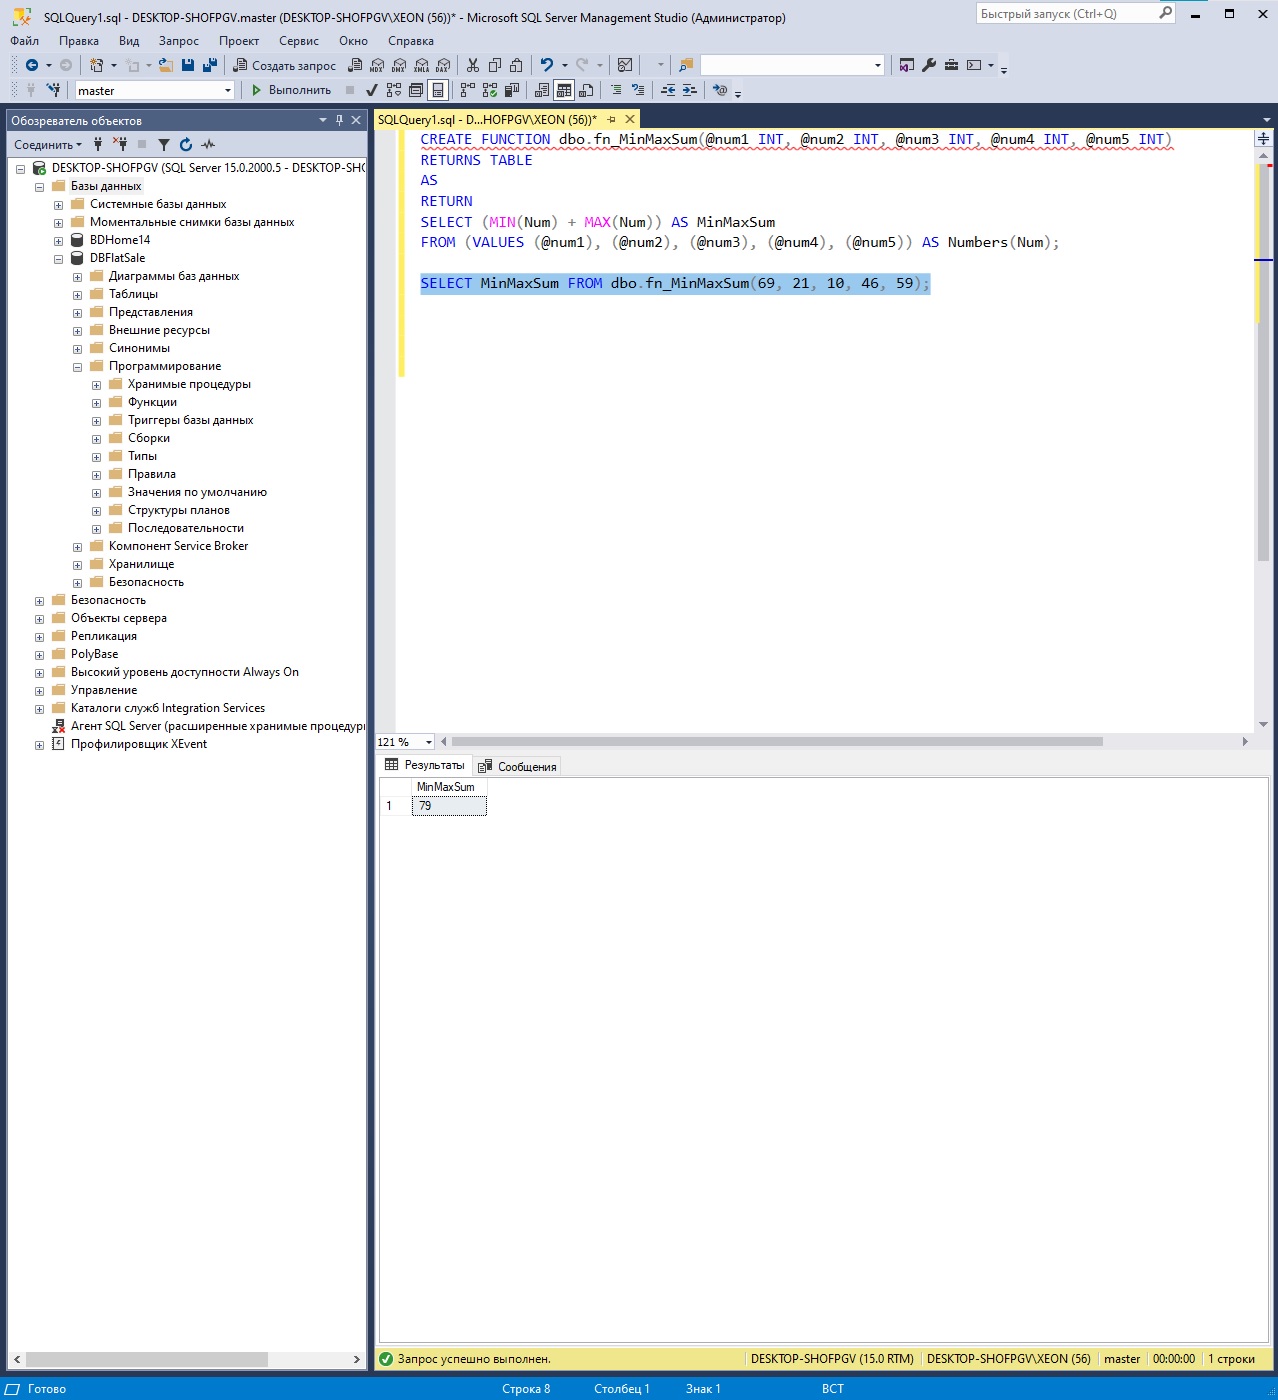 SQLQuery1.sql - DESKTOP-SHOFPGV.master (DESKTOP-SHOFPGV\XEON (56))* - Microsoft SQL Server Management Studio (Администратор)
Быстрый запуск (Ctrl+Q)
Файл Правка Вид Запрос Проект Сервис Окно Справка
Создать запрос MDX DMX XMLA DAX
master Выполнить
Обозреватель объектов
SQLQuery1.sql - D...HOFPGV\XEON (56))*
Соединить
DESKTOP-SHOFPGV (SQL Server 15.0.2000.5 - DESKTOP-SHO
Базы данных
Системные базы данных
Моментальные снимки базы данных
BDHome14
DBFlatSale
Диаграммы баз данных
Таблицы
Представления
Внешние ресурсы
Синонимы
Программирование
Хранимые процедуры
Функции
Триггеры базы данных
Сборки
Типы
Правила
Значения по умолчанию
Структуры планов
Последовательности
Компонент Service Broker
Хранилище
Безопасность
Безопасность
Объекты сервера
Репликация
PolyBase
Высокий уровень доступности Always On
Управление
Каталоги служб Integration Services
Агент SQL Server (расширенные хранимые процедур
Профилировщик XEvent
CREATE FUNCTION dbo.fn_MinMaxSum(@num1 INT, @num2 INT, @num3 INT, @num4 INT, @num5 INT)
RETURNS TABLE
AS
RETURN
SELECT (MIN(Num) + MAX(Num)) AS MinMaxSum
FROM (VALUES (@num1), (@num2), (@num3), (@num4), (@num5)) AS Numbers(Num);
SELECT MinMaxSum FROM dbo.fn_MinMaxSum(69, 21, 10, 46, 59);
121 %
Результаты Сообщения
MinMaxSum
1 79
Запрос успешно выполнен. DESKTOP-SHOFPGV (15.0 RTM) DESKTOP-SHOFPGV\XEON (56) master 00:00:00 1 строки
Готово Строка 8 Столбец 1 Знак 1 ВСТ